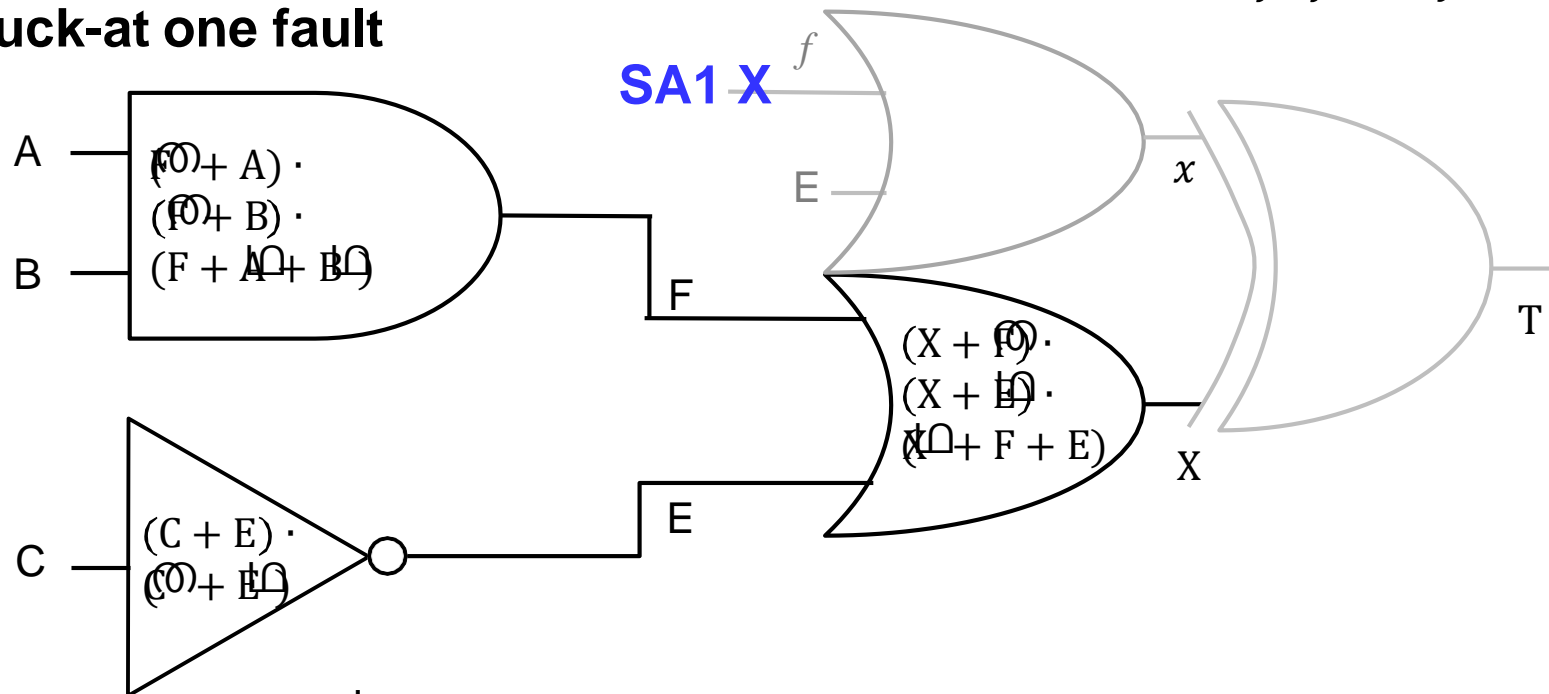 uck-at one fault
f
SA1 X
A
(F + A) ·
(F + B) ·
(F + A + B)
x
E
B
F
T
(X + F) ·
(X + E) ·
(X + F + E)
X
E
C
(C + E) ·
(C + E)